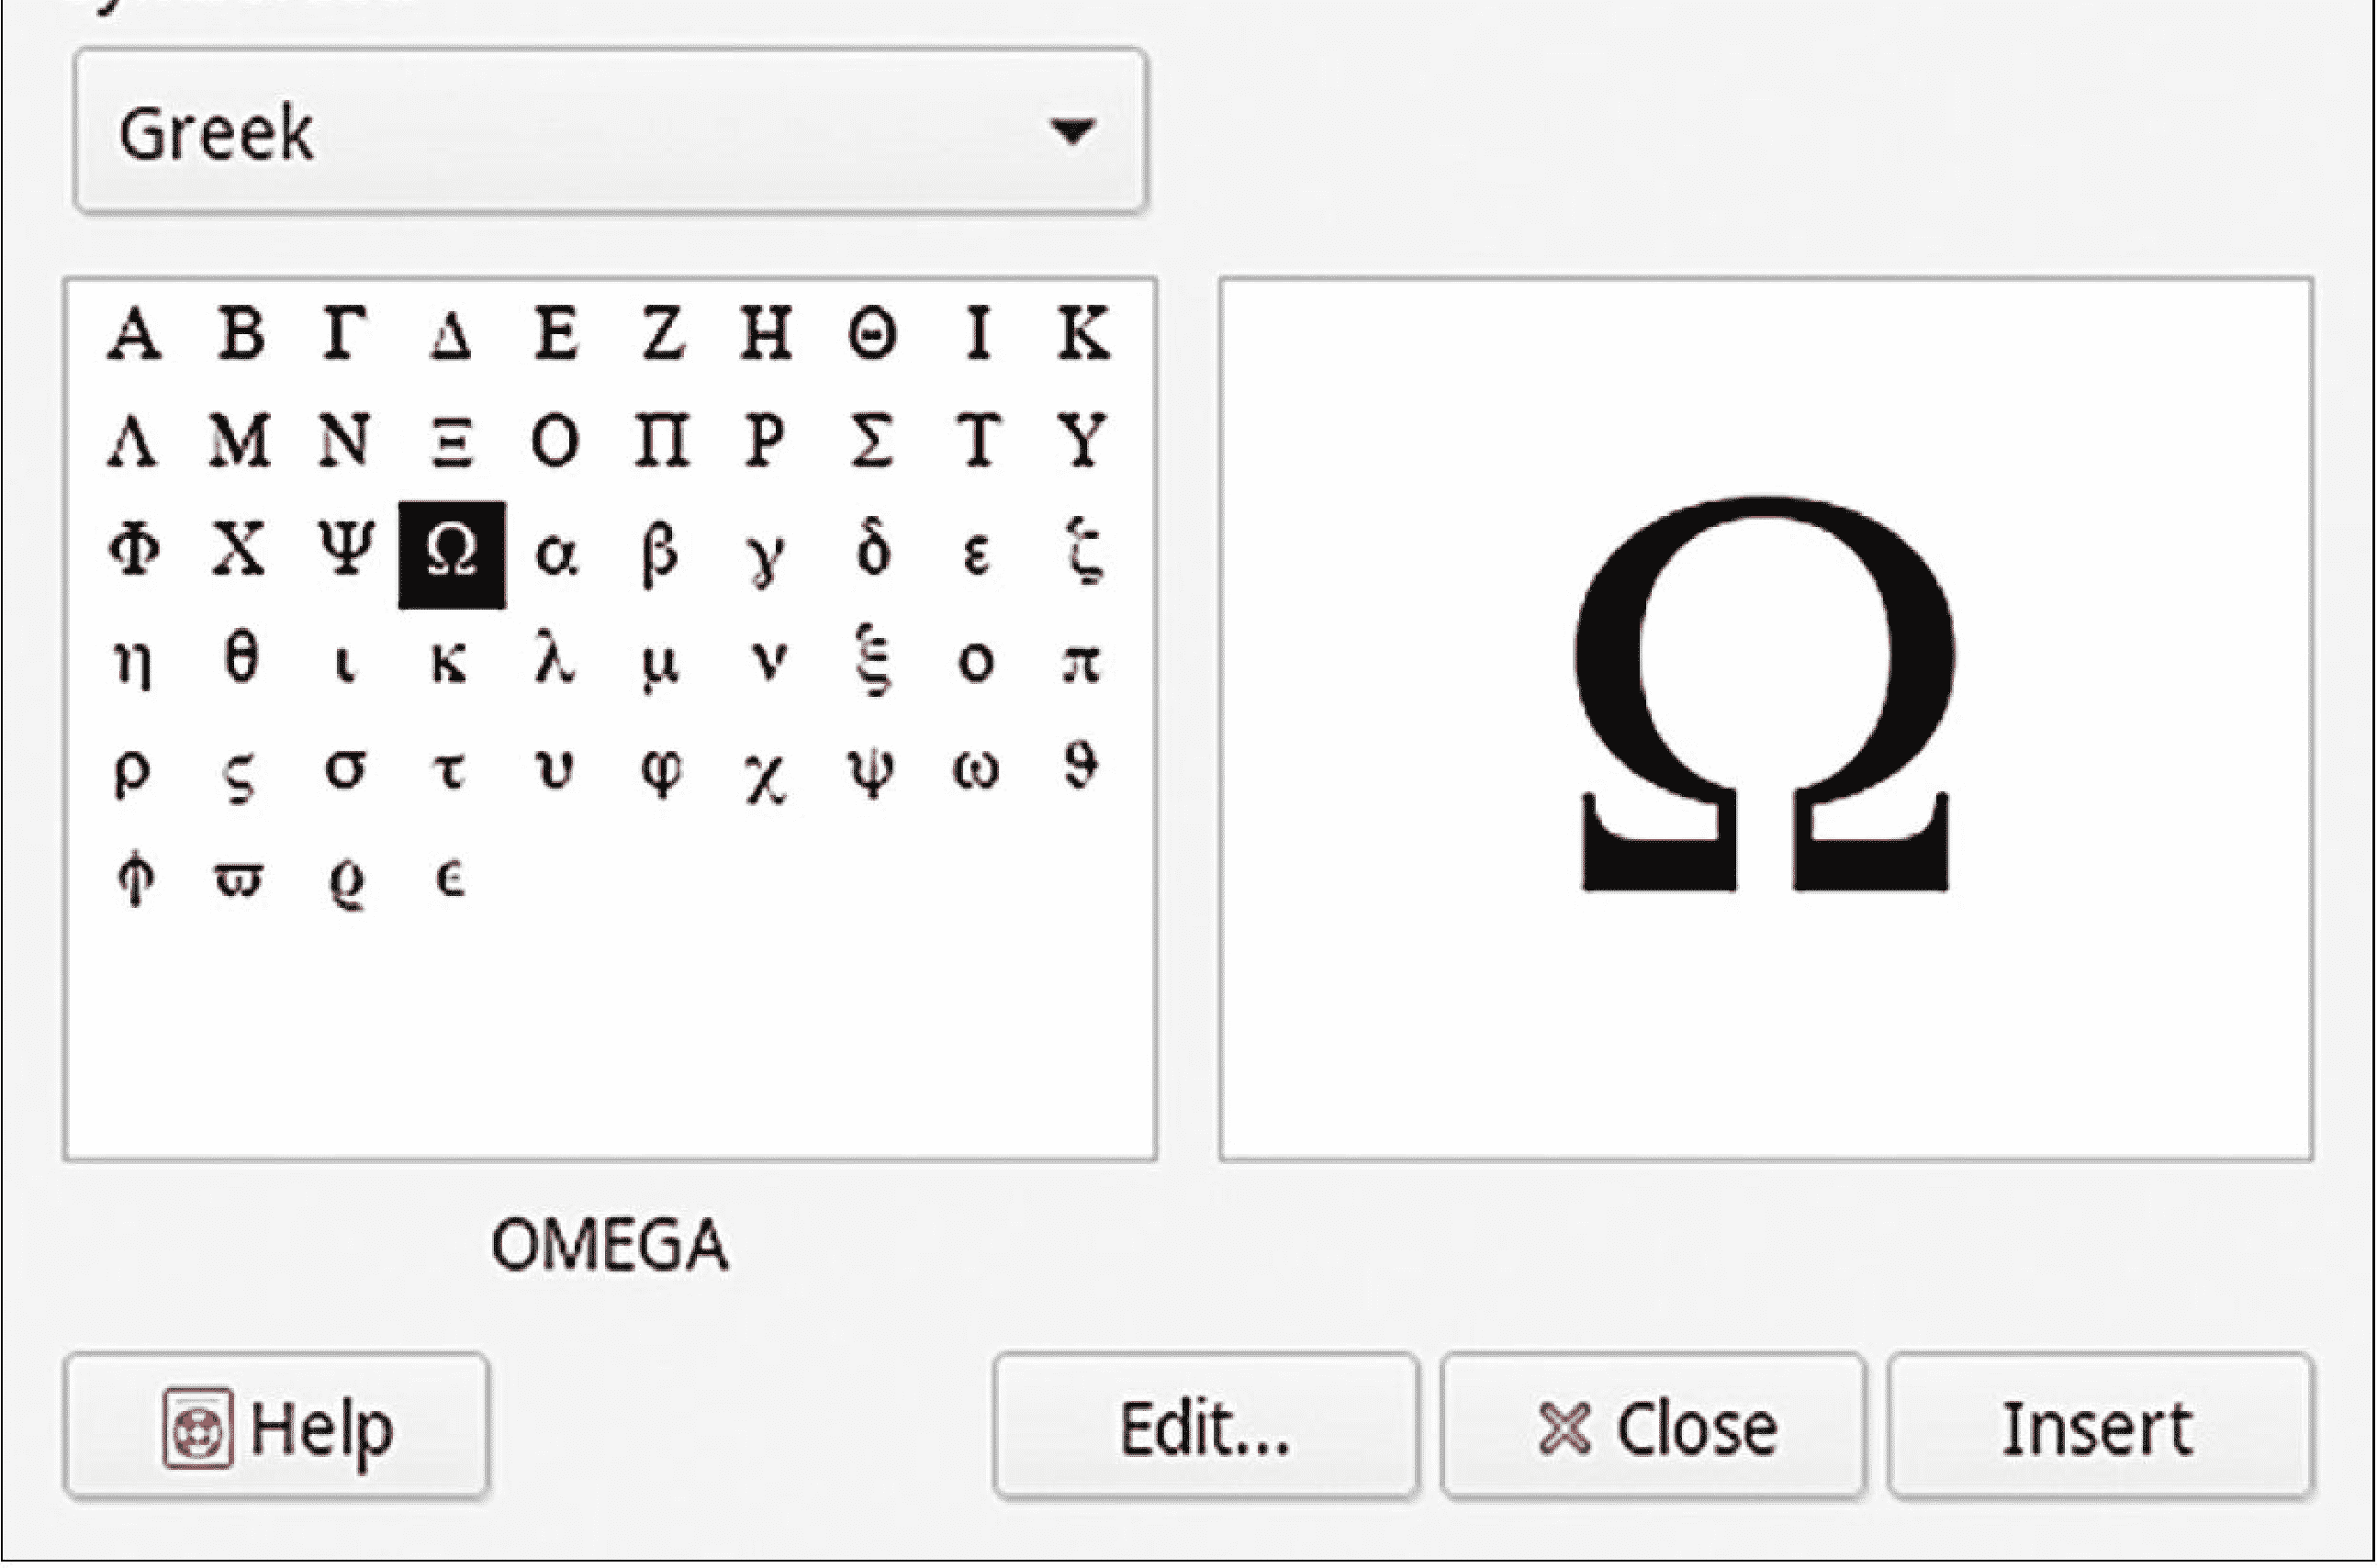 Greek
Α Β Γ Δ Ε Ζ Η Θ Ι Κ
Λ Μ Ν Ξ Ο Π Ρ Σ Τ Υ
Φ Χ Ψ Ω α β γ δ ε ζ
η θ ι κ λ μ ν ξ ο π
ρ ς σ τ υ φ χ ψ ω ϑ
ϕ ϖ ϱ ϵ
Ω
OMEGA
Help Edit... Close Insert